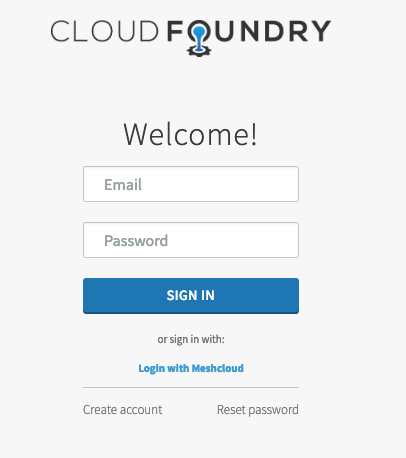 CLOUD FOUNDRY
Welcome!
Email
Password
SIGN IN
or sign in with:
Login with Meshcloud
Create account Reset password